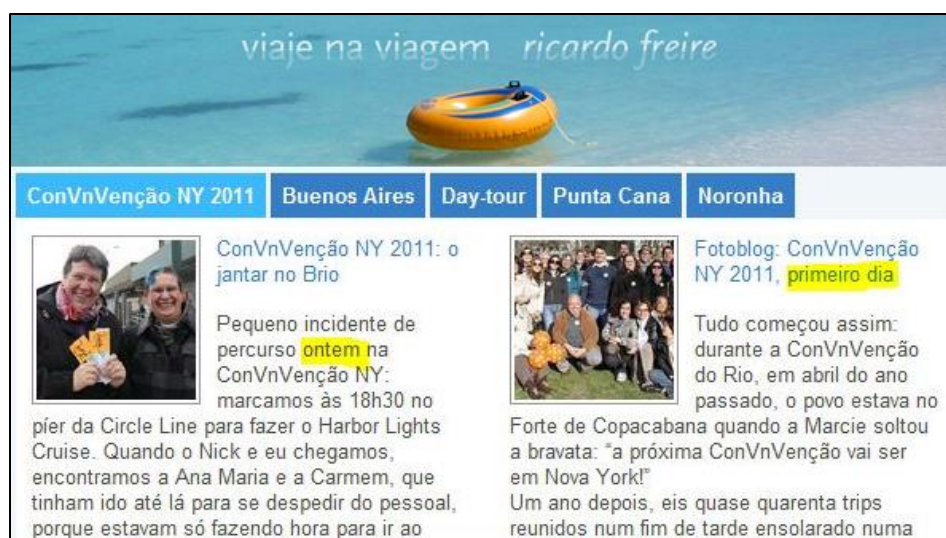 viaje na viagem ricardo freire
ConVnVenção NY 2011 Buenos Aires Day-tour Punta Cana Noronha
ConVnVenção NY 2011: o
jantar no Brio
Pequeno incidente de
percurso ontem na
ConVnVenção NY:
marcamos às 18h30 no
píer da Circle Line para fazer o Harbor Lights
Cruise. Quando o Nick e eu chegamos,
encontramos a Ana Maria e a Carmem, que
tinham ido até lá para se despedir do pessoal,
porque estavam só fazendo hora para ir ao
Fotoblog: ConVnVenção
NY 2011, primeiro dia
Tudo começou assim:
durante a ConVnVenção
do Rio, em abril do ano
passado, o povo estava no
Forte de Copacabana quando a Marcie soltou
a bravata: “a próxima ConVnVenção vai ser
em Nova York!”
Um ano depois, eis quase quarenta trips
reunidos num fim de tarde ensolarado numa